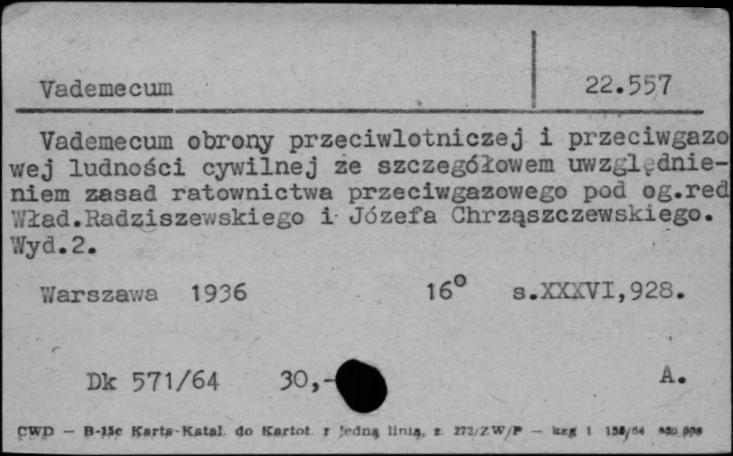 Vademecum 22.557
Vademecum obrony przeciwlotniczej i przeciwgazo
wej ludności cywilnej ze szczegółowem uwzględnie-
niem zasad ratownictwa przeciwgazowego pod og.red
Wład.Radziszewskiego i Józefa Chrząszczewskiego.
Wyd.2.
Warszawa 1936 16° s.XXXVI,928.
Dk 571/64 30,- A.
CWD — B-15c Karta-Katal. do Kartot. z jedną linią, z. 272/ZW/P —